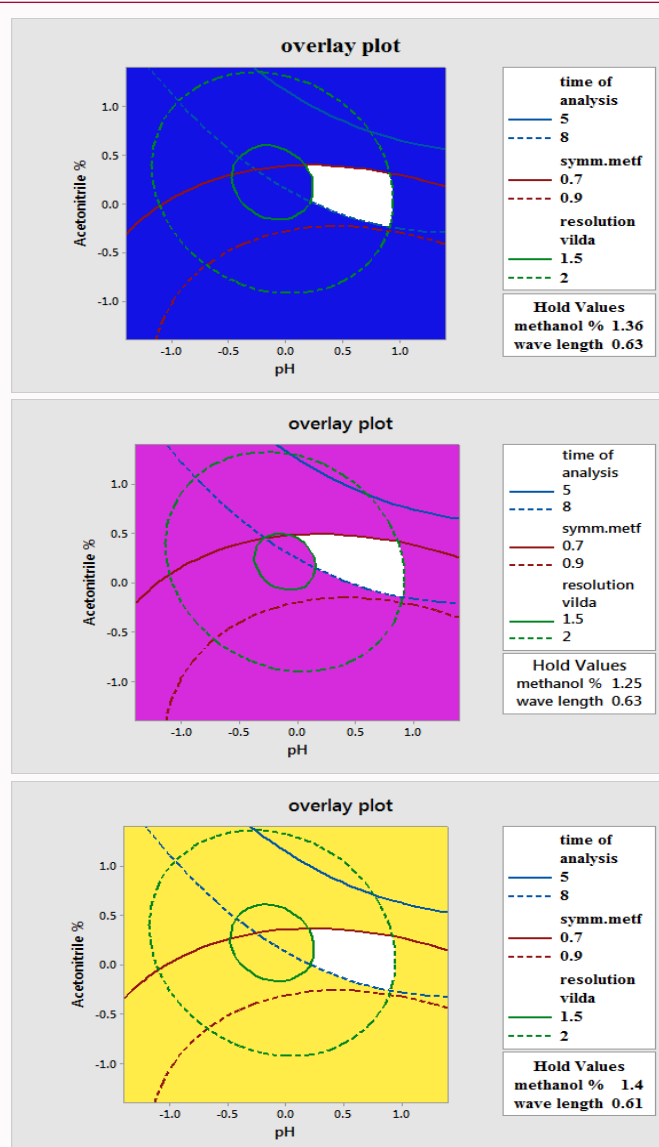 overlay plot
Acetonitrile %
1.0
0.5
0.0
-0.5
-1.0
-1.0 -0.5 0.0 0.5 1.0
pH
time of
analysis
5
8
symm.metf
0.7
0.9
resolution
vilda
1.5
2
Hold Values
methanol % 1.36
wave length 0.63
overlay plot
Acetonitrile %
1.0
0.5
0.0
-0.5
-1.0
-1.0 -0.5 0.0 0.5 1.0
pH
time of
analysis
5
8
symm.metf
0.7
0.9
resolution
vilda
1.5
2
Hold Values
methanol % 1.25
wave length 0.63
overlay plot
Acetonitrile %
1.0
0.5
0.0
-0.5
-1.0
-1.0 -0.5 0.0 0.5 1.0
pH
time of
analysis
5
8
symm.metf
0.7
0.9
resolution
vilda
1.5
2
Hold Values
methanol % 1.4
wave length 0.61